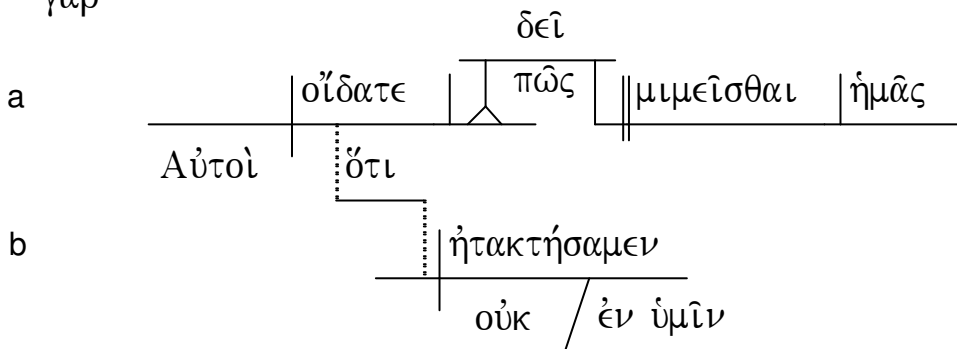 γὰρ
δεῖ
a οἴδατε πῶς μιμεῖσθαι ἡμᾶς
Αὐτοὶ ὅτι
b ἠτακτήσαμεν
οὐκ ἐν ὑμῖν